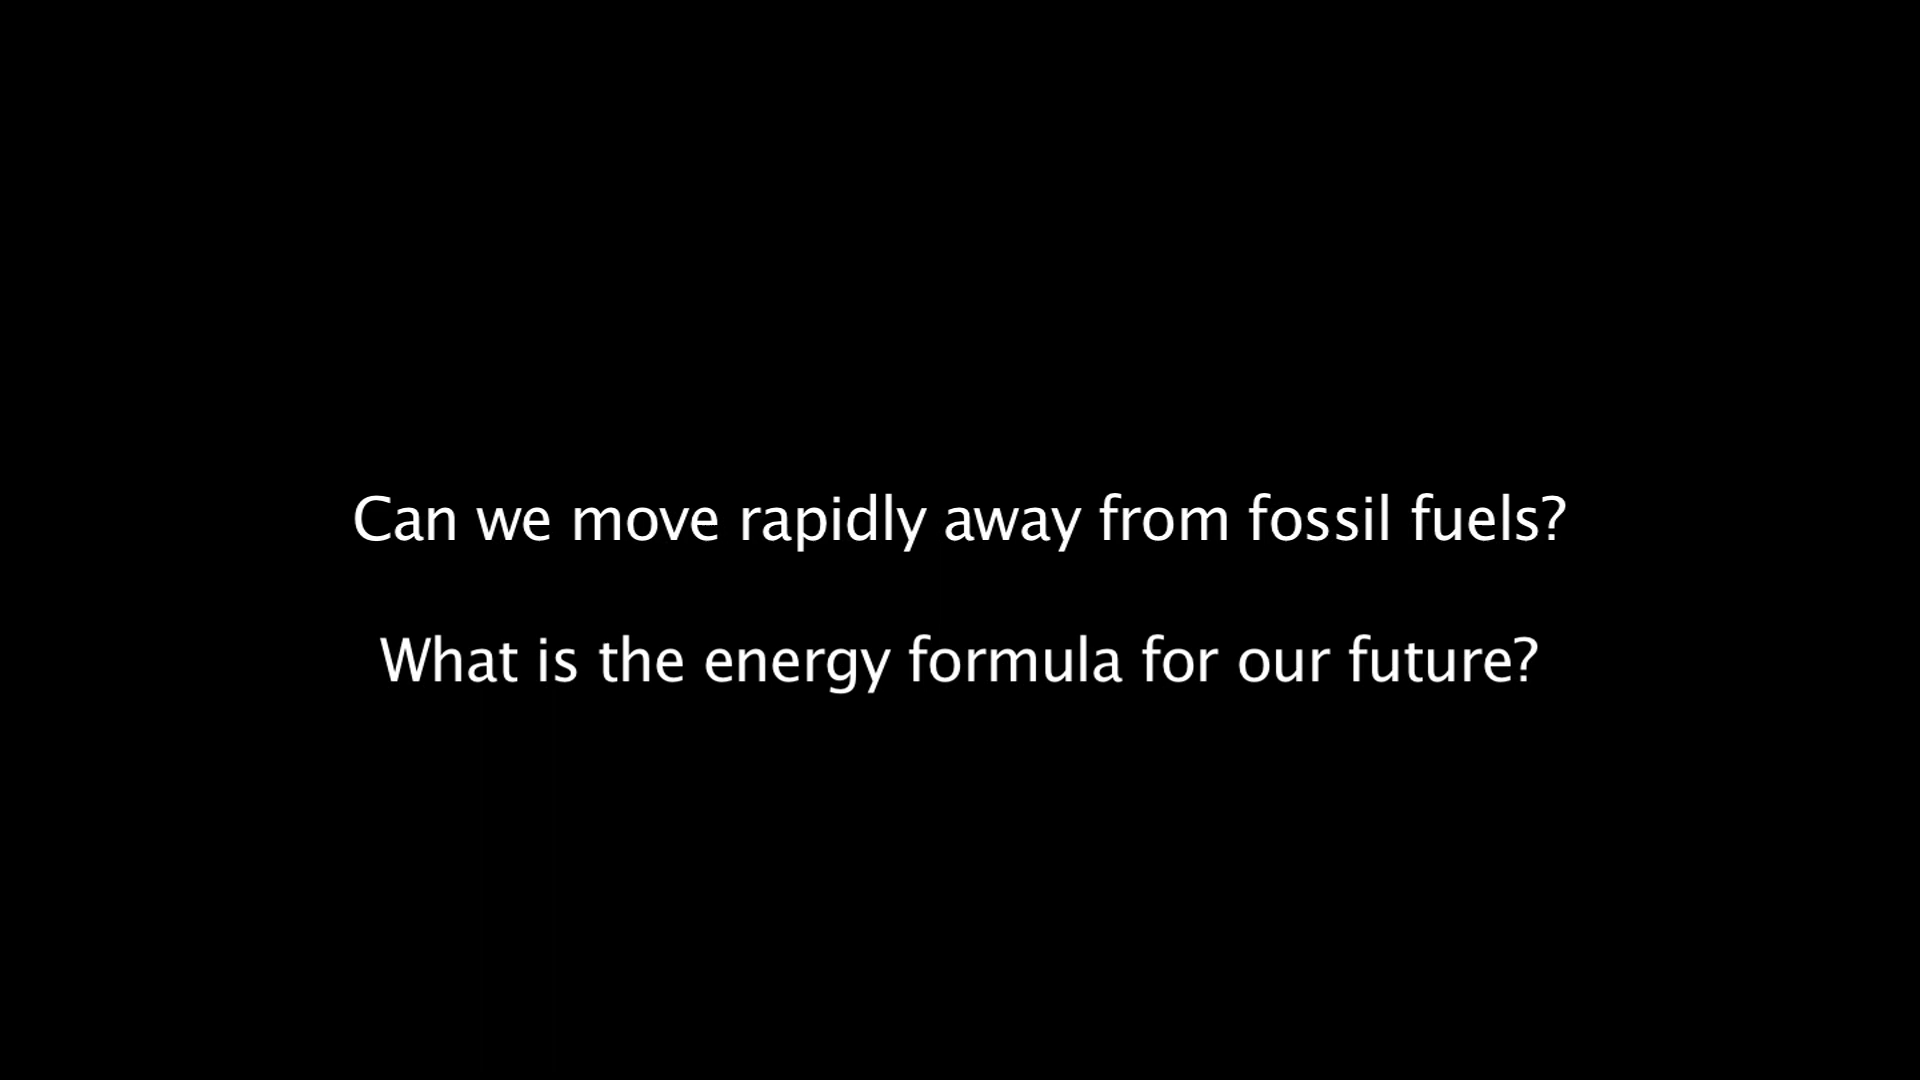 Can we move rapidly away from fossil fuels?
What is the energy formula for our future?